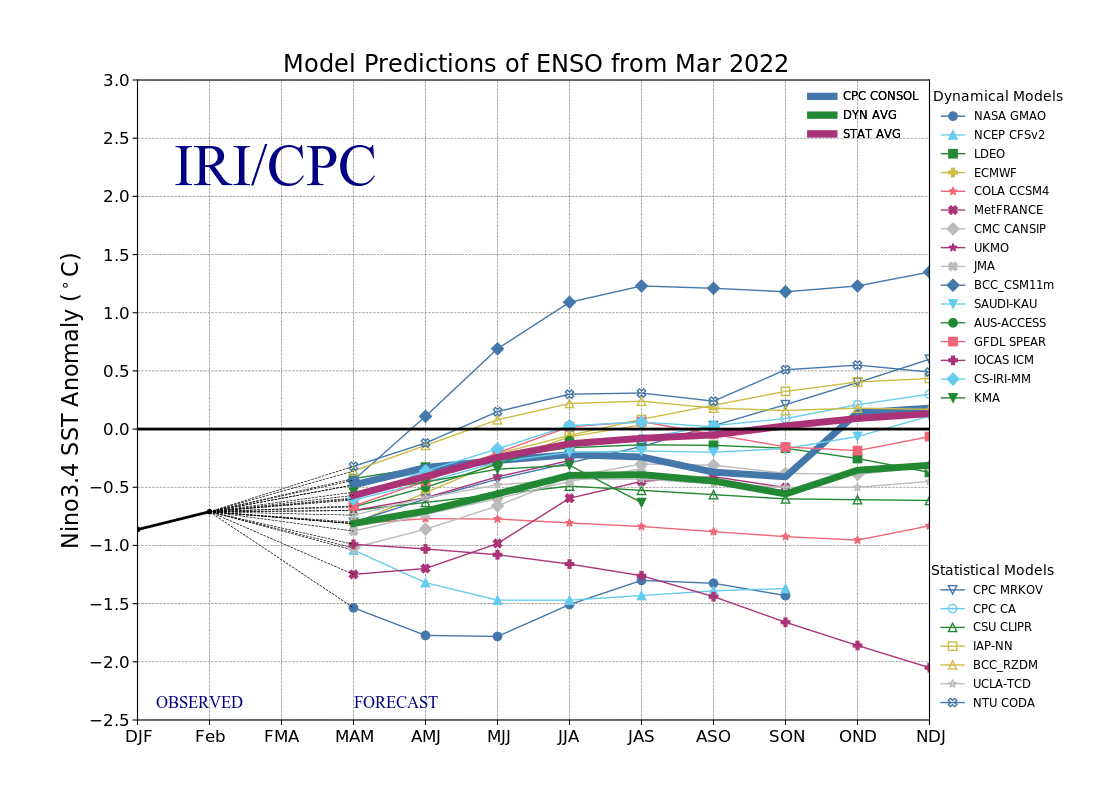 Model Predictions of ENSO from Mar 2022
Nino3.4 SST Anomaly (°C)
3.0
2.5
2.0
1.5
1.0
0.5
0.0
−0.5
−1.0
−1.5
−2.0
−2.5
IRI/CPC
CPC CONSOL
DYN AVG
STAT AVG
OBSERVED
FORECAST
DJF Feb FMA MAM AMJ MJJ JJA JAS ASO SON OND NDJ
Dynamical Models
NASA GMAO
NCEP CFSv2
LDEO
ECMWF
COLA CCSM4
MetFRANCE
CMC CANSIP
UKMO
JMA
BCC_CSM11m
SAUDI-KAU
AUS-ACCESS
GFDL SPEAR
IOCAS ICM
CS-IRI-MM
KMA
Statistical Models
CPC MRKOV
CPC CA
CSU CLIPR
IAP-NN
BCC_RZDM
UCLA-TCD
NTU CODA